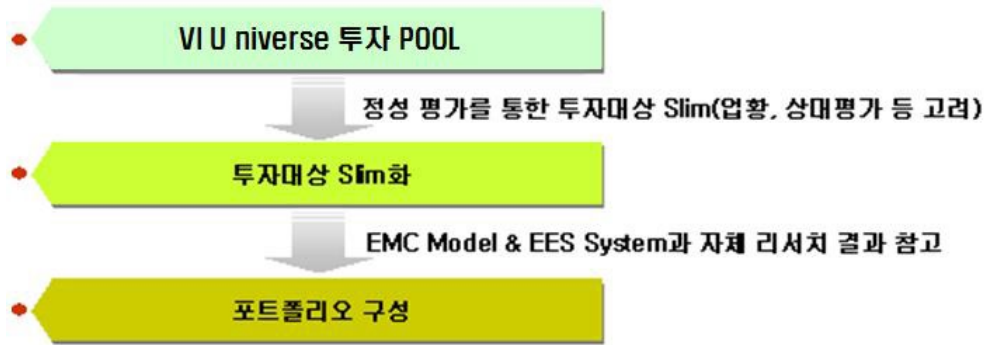 VI U niverse 투자 POOL
정성 평가를 통한 투자대상 Slim(업황, 상대평가 등 고려)
투자대상 Slim화
EMC Model & EES System과 자체 리서치 결과 참고
포트폴리오 구성